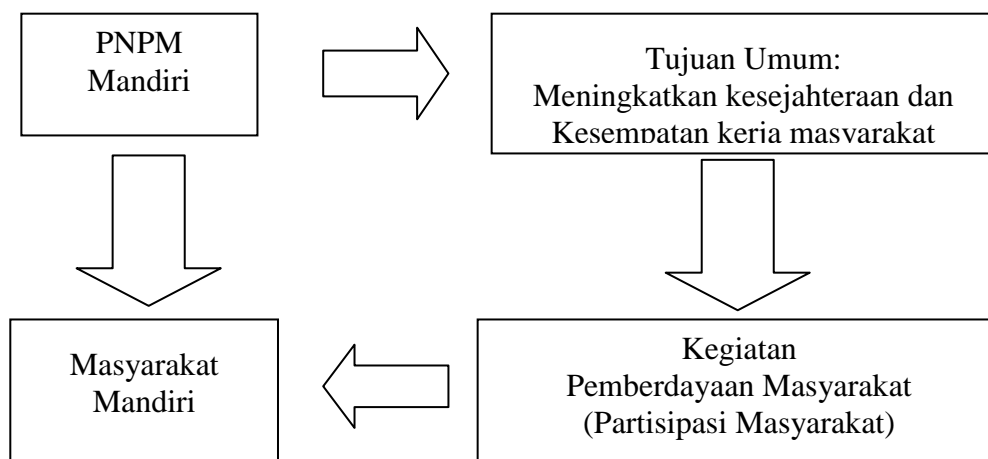 PNPM
Mandiri
Tujuan Umum:
Meningkatkan kesejahteraan dan
Kesempatan kerja masyarakat
Masyarakat
Mandiri
Kegiatan
Pemberdayaan Masyarakat
(Partisipasi Masyarakat)